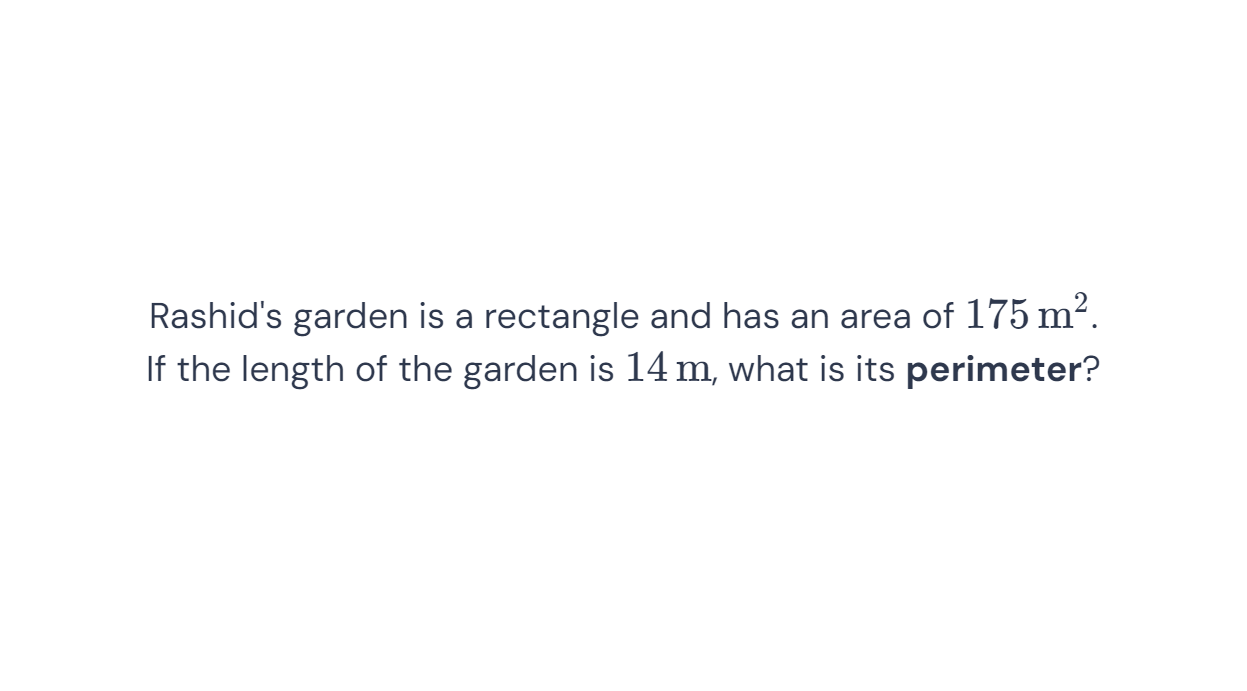 Rashid's garden is a rectangle and has an area of 175 m².
If the length of the garden is 14 m, what is its perimeter?